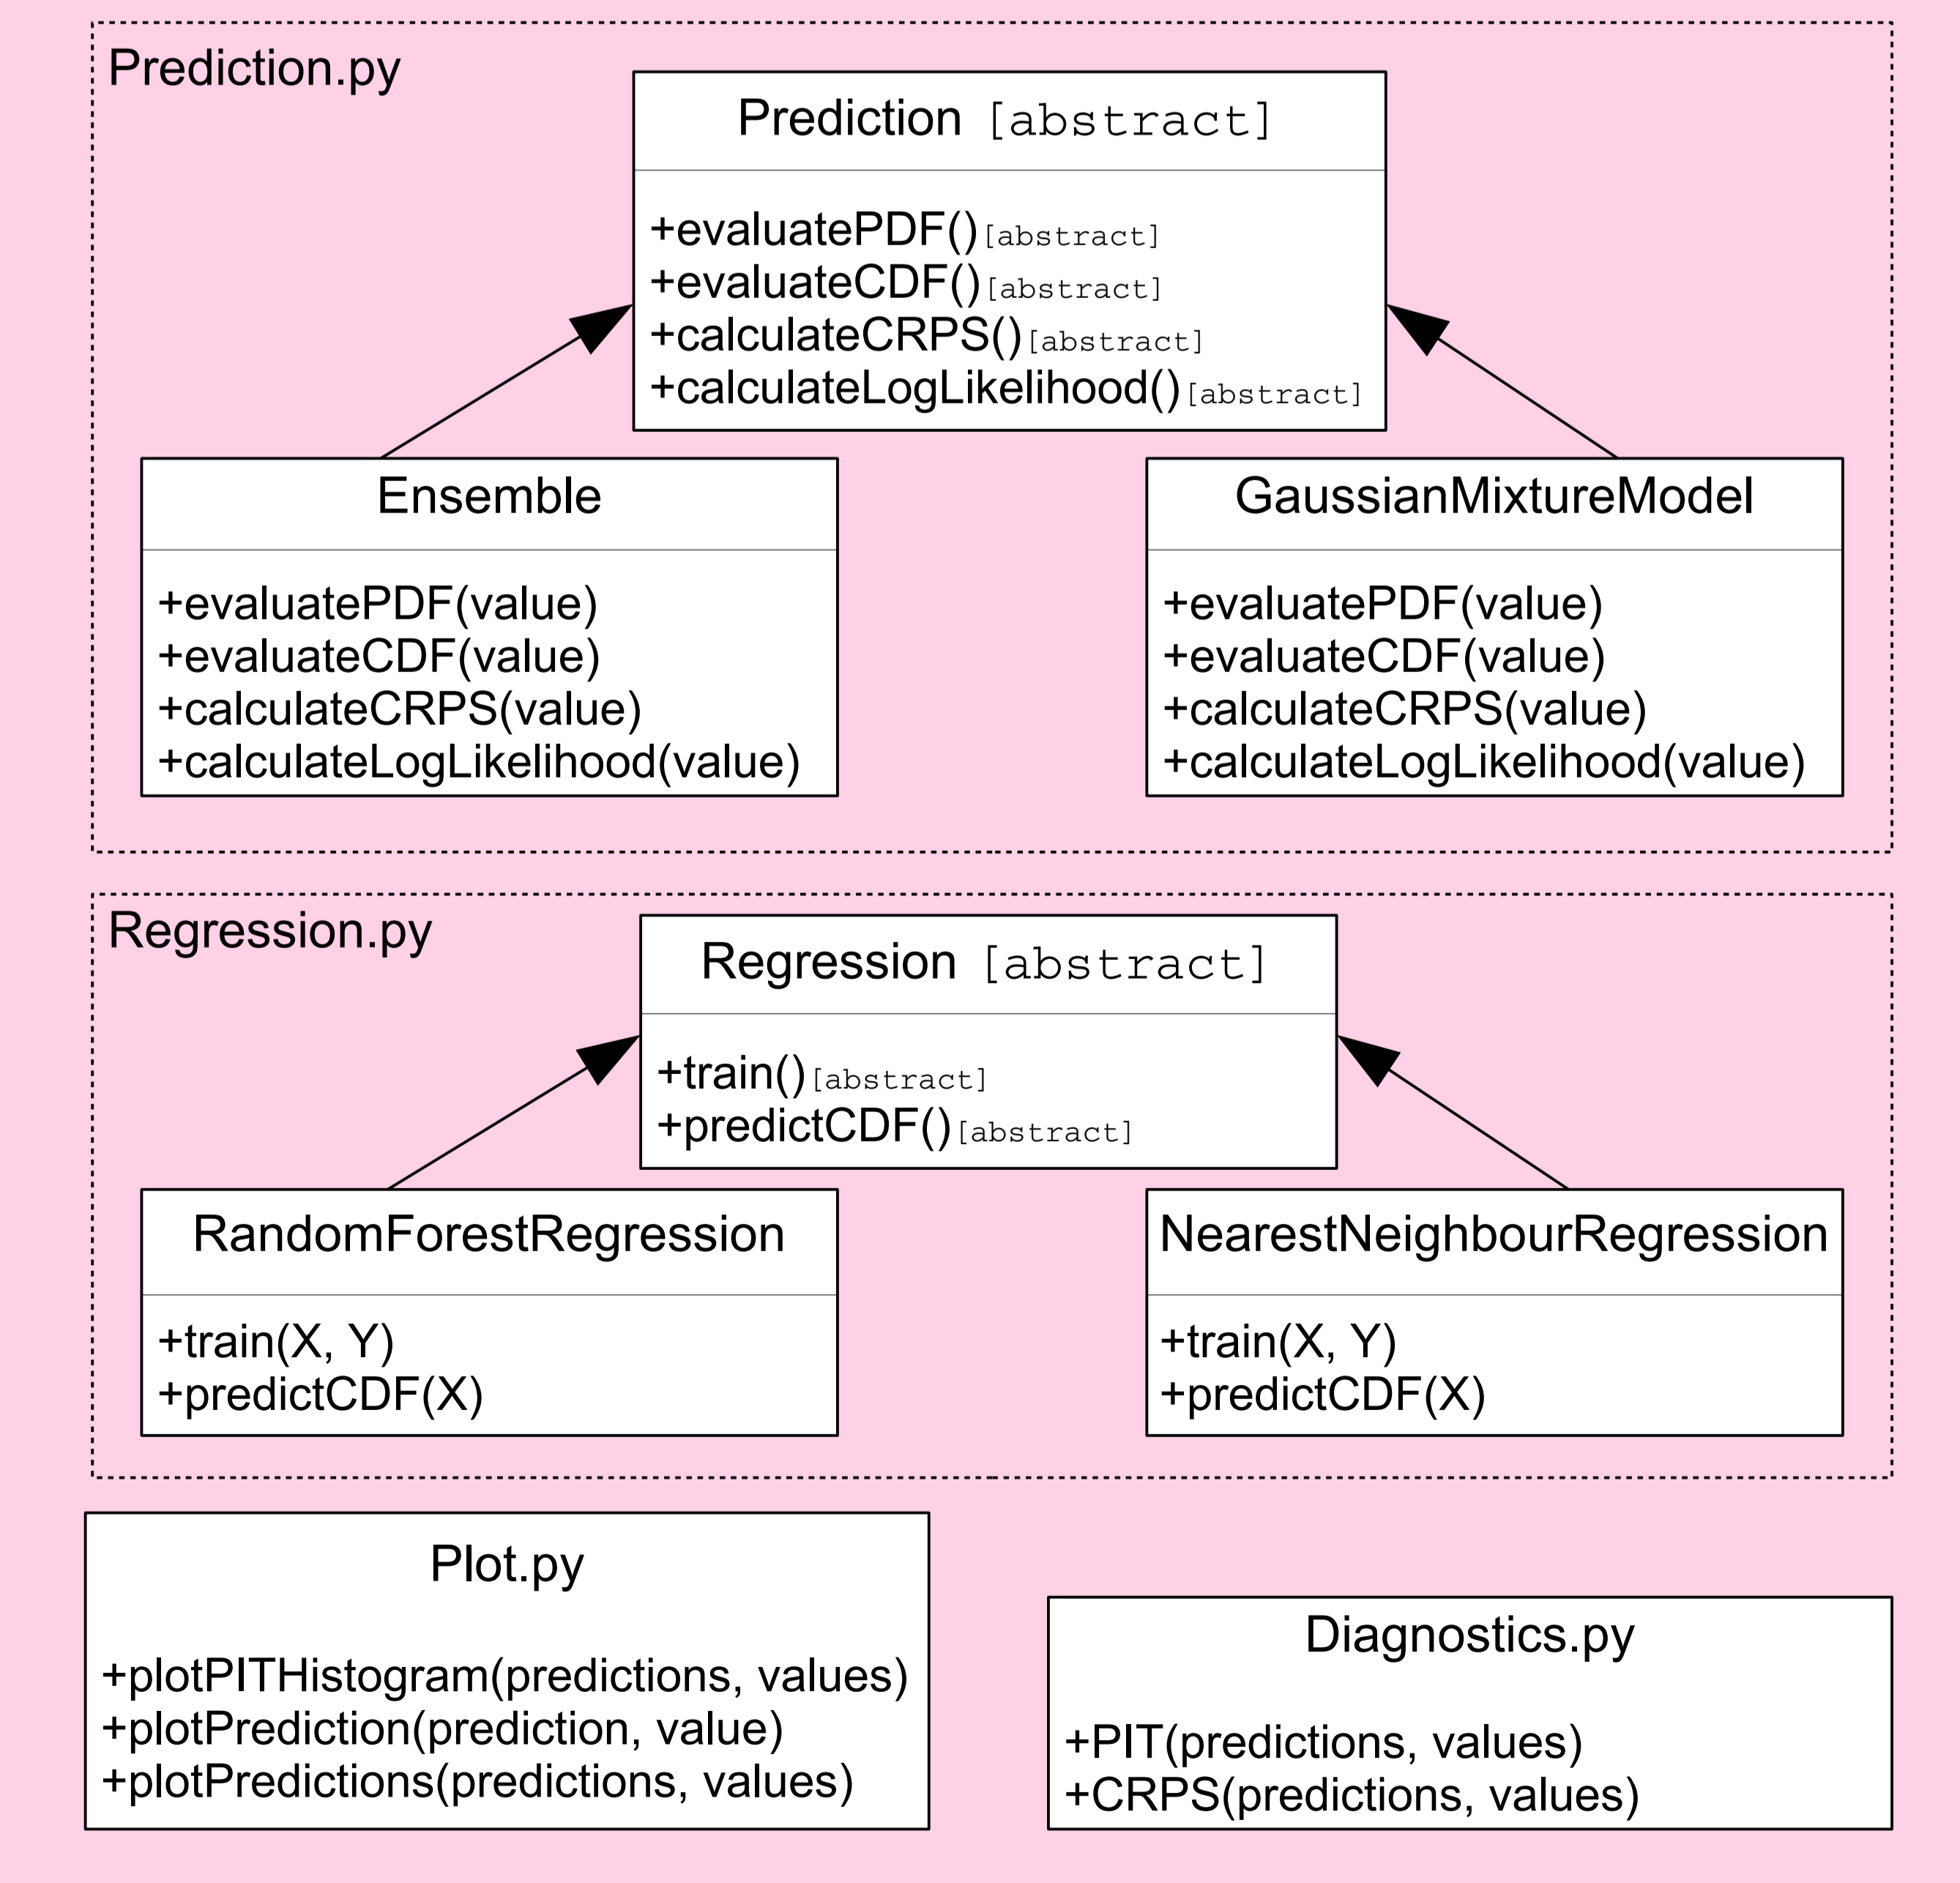 Prediction.py
Prediction [abstract]
+evaluatePDF()[abstract]
+evaluateCDF()[abstract]
+calculateCRPS()[abstract]
+calculateLogLikelihood()[abstract]
Ensemble
+evaluatePDF(value)
+evaluateCDF(value)
+calculateCRPS(value)
+calculateLogLikelihood(value)
GaussianMixtureModel
+evaluatePDF(value)
+evaluateCDF(value)
+calculateCRPS(value)
+calculateLogLikelihood(value)
Regression.py
Regression [abstract]
+train()[abstract]
+predictCDF()[abstract]
RandomForestRegression
+train(X, Y)
+predictCDF(X)
NearestNeighbourRegression
+train(X, Y)
+predictCDF(X)
Plot.py
+plotPITHistogram(predictions, values)
+plotPrediction(prediction, value)
+plotPredictions(predictions, values)
Diagnostics.py
+PIT(predictions, values)
+CRPS(predictions, values)